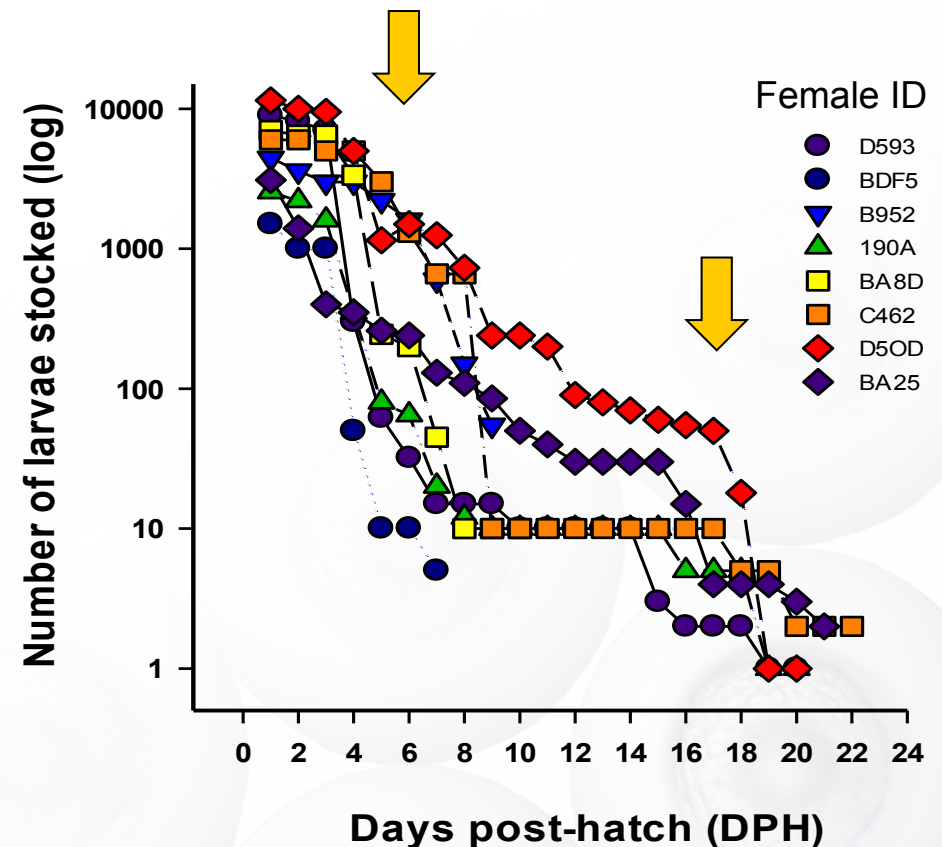 Number of larvae stocked (log)
10000
1000
100
10
1
0 2 4 6 8 10 12 14 16 18 20 22 24
Days post-hatch (DPH)
Female ID
D593
BDF5
B952
190A
BA8D
C462
D5OD
BA25